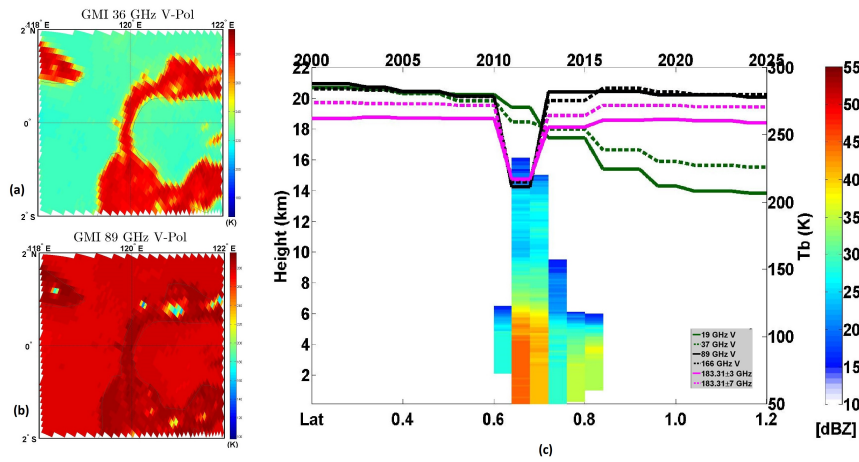 GMI 36 GHz V-Pol
118° E 120° E 122° E
2° N
0°
2° S
(a)
(K)
GMI 89 GHz V-Pol
118° E 120° E 122° E
2° N
0°
2° S
(b)
(K)
2000 2005 2010 2015 2020 2025
22
20
18
16
14
12
10
8
6
4
2
Height (km)
300
250
200
150
100
50
Tb (K)
19 GHz V
37 GHz V
89 GHz V
166 GHz V
183.31±3 GHz
183.31±7 GHz
Lat 0.4 0.6 0.8 1.0 1.2
(c)
55
50
45
40
35
30
25
20
15
10
[dBZ]